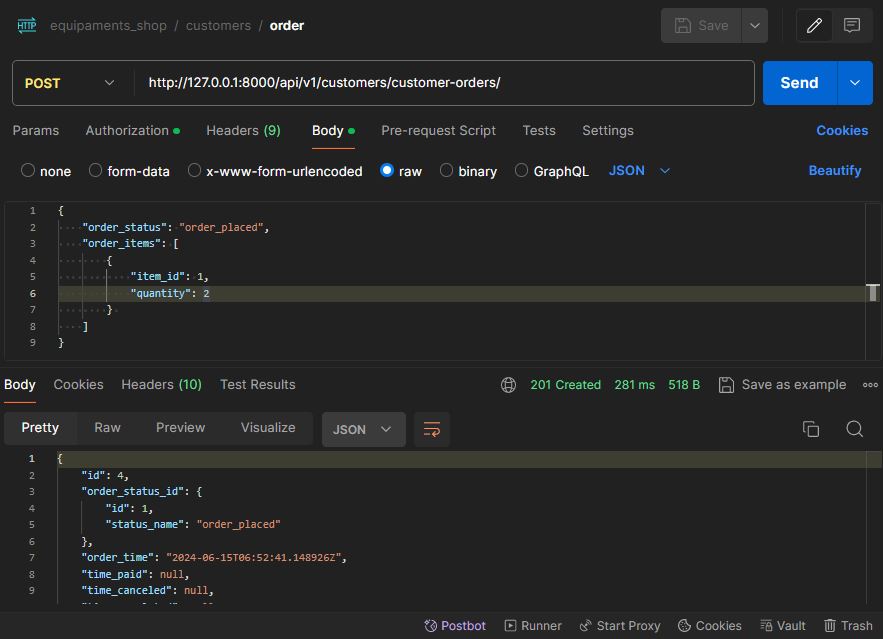 HTTP equipaments_shop / customers / order Save
POST http://127.0.0.1:8000/api/v1/customers/customer-orders/ Send
Params Authorization Headers (9) Body Pre-request Script Tests Settings Cookies
none form-data x-www-form-urlencoded raw binary GraphQL JSON Beautify
1 {
2 "order_status": "order_placed",
3 "order_items": [
4 {
5 "item_id": 1,
6 "quantity": 2
7 }
8 ]
9 }
Body Cookies Headers (10) Test Results 201 Created 281 ms 518 B Save as example
Pretty Raw Preview Visualize JSON
1 {
2 "id": 4,
3 "order_status_id": {
4 "id": 1,
5 "status_name": "order_placed"
6 },
7 "order_time": "2024-06-15T06:52:41.148926Z",
8 "time_paid": null,
9 "time_canceled": null,
Postbot Runner Start Proxy Cookies Vault Trash